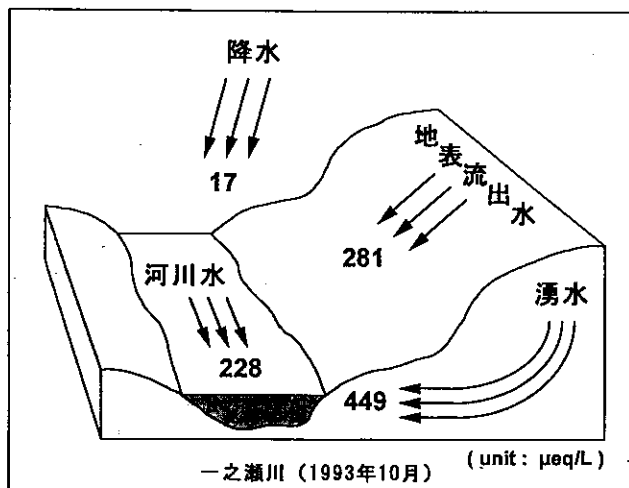 降水
17
地表流出水
281
河川水
228
湧水
449
一之瀬川（1993年10月）
( unit : μeq/L )